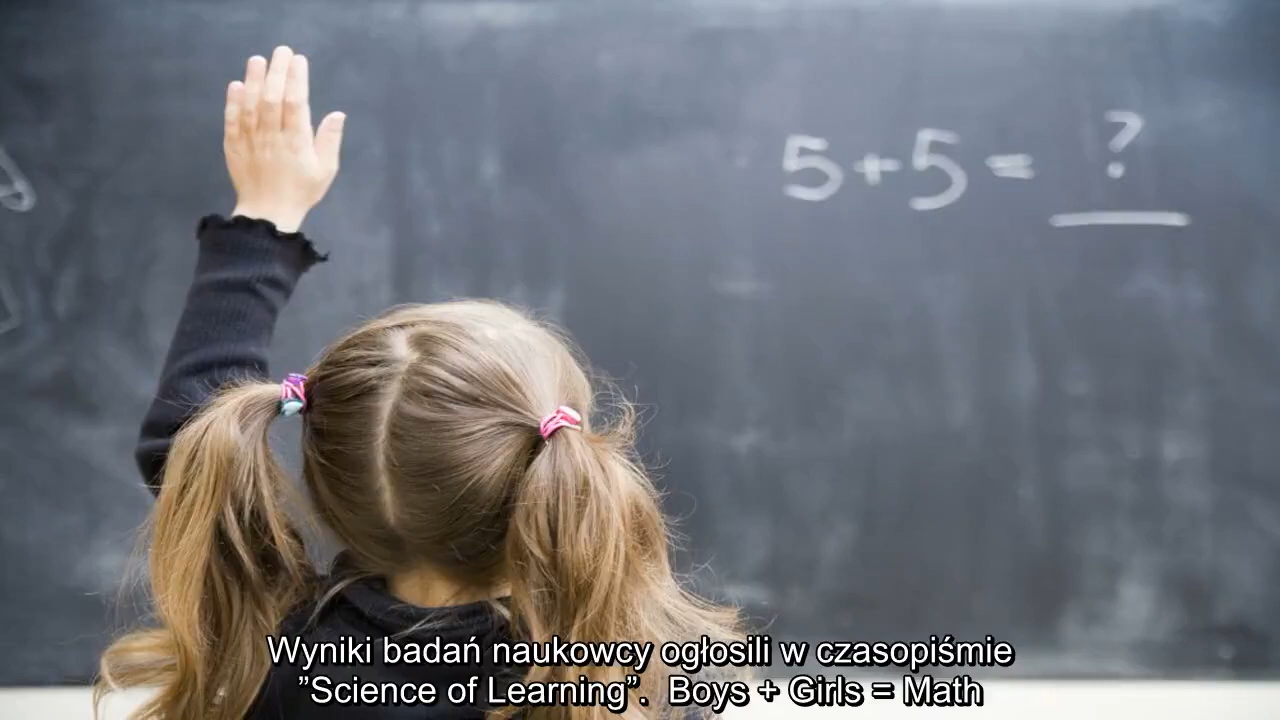 5+5= ?
Wyniki badań naukowcy ogłosili w czasopiśmie
”Science of Learning”.  Boys + Girls = Math